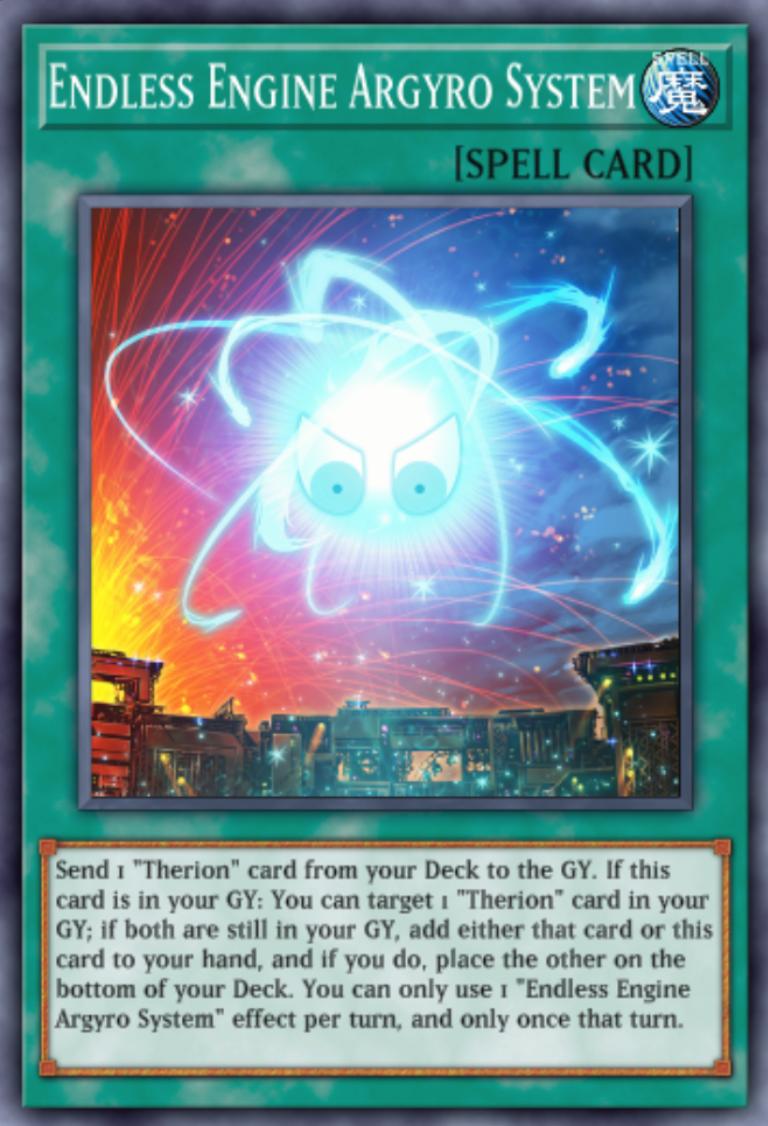 ENDLESS ENGINE ARGYRO SYSTEM
SPELL
魔
[SPELL CARD]
Send 1 "Therion" card from your Deck to the GY. If this
card is in your GY: You can target 1 "Therion" card in your
GY; if both are still in your GY, add either that card or this
card to your hand, and if you do, place the other on the
bottom of your Deck. You can only use 1 "Endless Engine
Argyro System" effect per turn, and only once that turn.